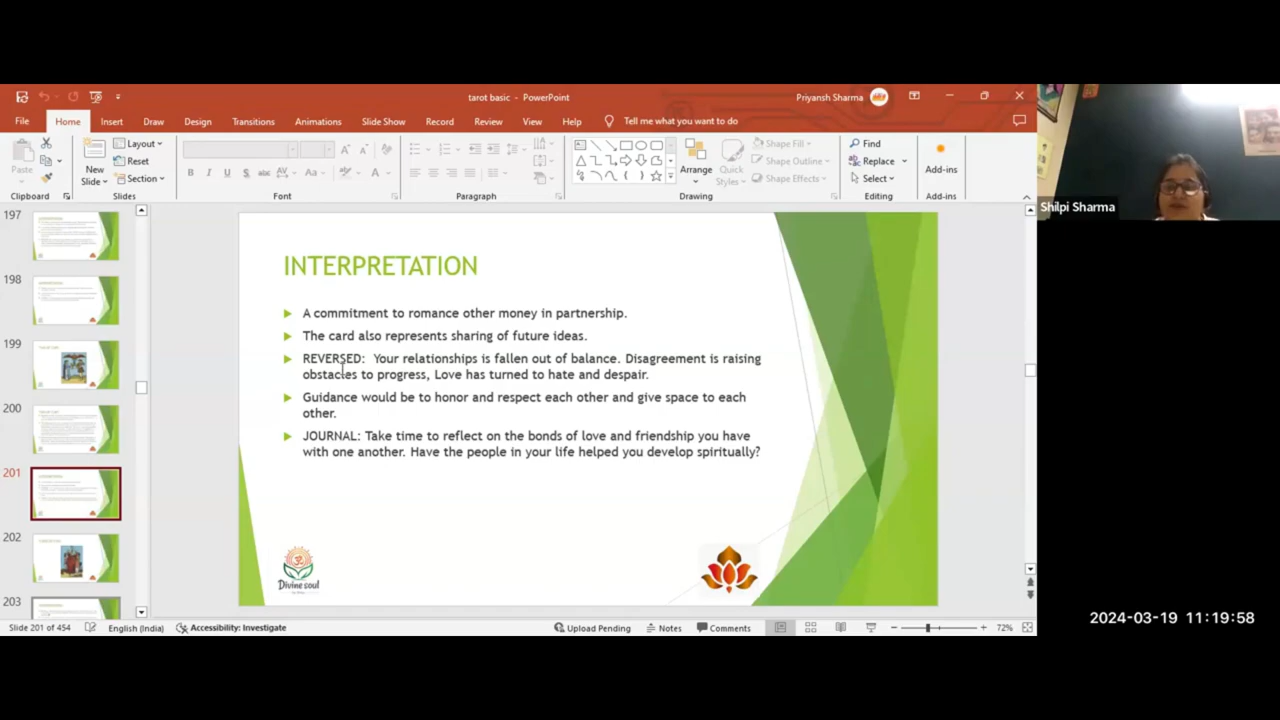 tarot basic - PowerPoint
Priyansh Sharma
File Home Insert Draw Design Transitions Animations Slide Show Record Review View Help Tell me what you want to do
Paste
Clipboard
New Slide
Layout
Reset
Section
Slides
B I U S abc AV Aa A
Font
Paragraph
Arrange
Quick Styles
Shape Fill
Shape Outline
Shape Effects
Drawing
Find
Replace
Select
Editing
Add-ins
Add-ins
Shilpi Sharma
197
198
199
200
201
202
203
INTERPRETATION
A commitment to romance other money in partnership.
The card also represents sharing of future ideas.
REVERSED: Your relationships is fallen out of balance. Disagreement is raising
obstacles to progress, Love has turned to hate and despair.
Guidance would be to honor and respect each other and give space to each
other.
JOURNAL: Take time to reflect on the bonds of love and friendship you have
with one another. Have the people in your life helped you develop spiritually?
Divine soul
Slide 201 of 454 English (India) Accessibility: Investigate Upload Pending Notes Comments 72%
2024-03-19 11:19:58